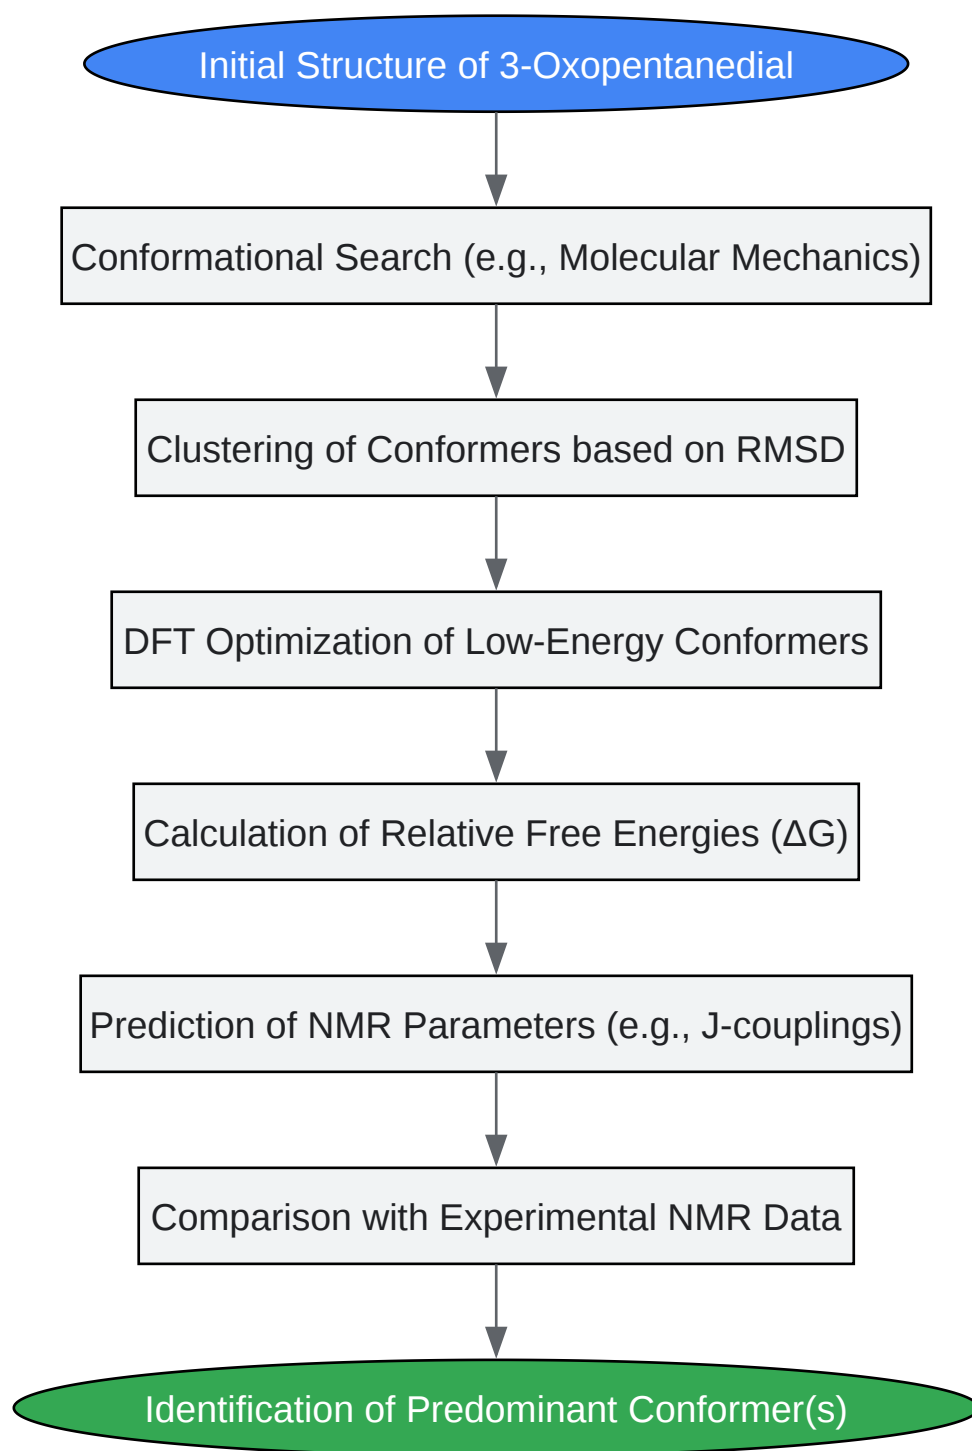 Initial Structure of 3-Oxopentanedial
Conformational Search (e.g., Molecular Mechanics)
Clustering of Conformers based on RMSD
DFT Optimization of Low-Energy Conformers
Calculation of Relative Free Energies (ΔG)
Prediction of NMR Parameters (e.g., J-couplings)
Comparison with Experimental NMR Data
Identification of Predominant Conformer(s)